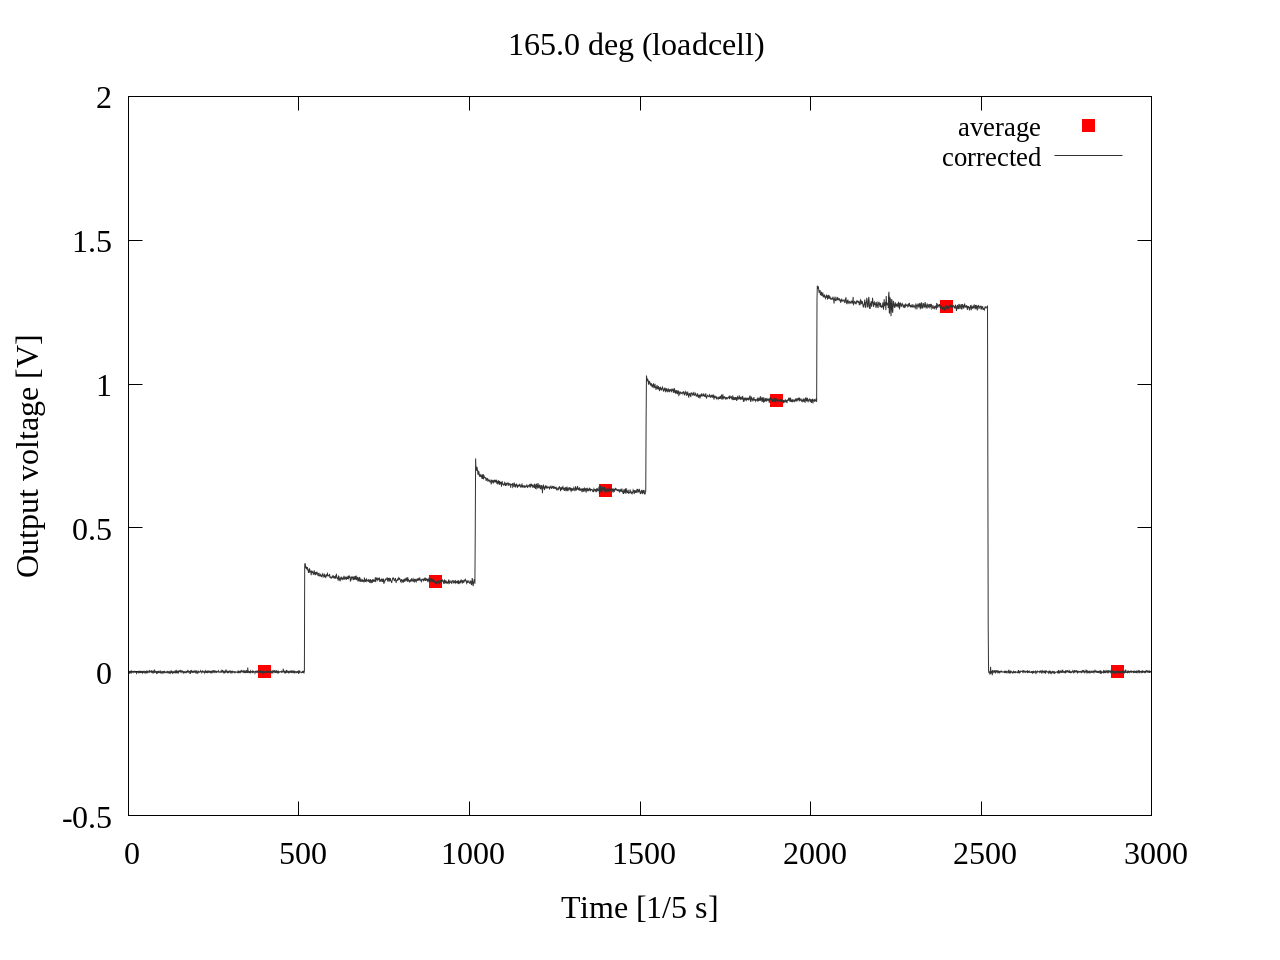 165.0 deg (loadcell)
2
1.5
1
0.5
0
-0.5
Output voltage [V]
average
corrected
0 500 1000 1500 2000 2500 3000
Time [1/5 s]